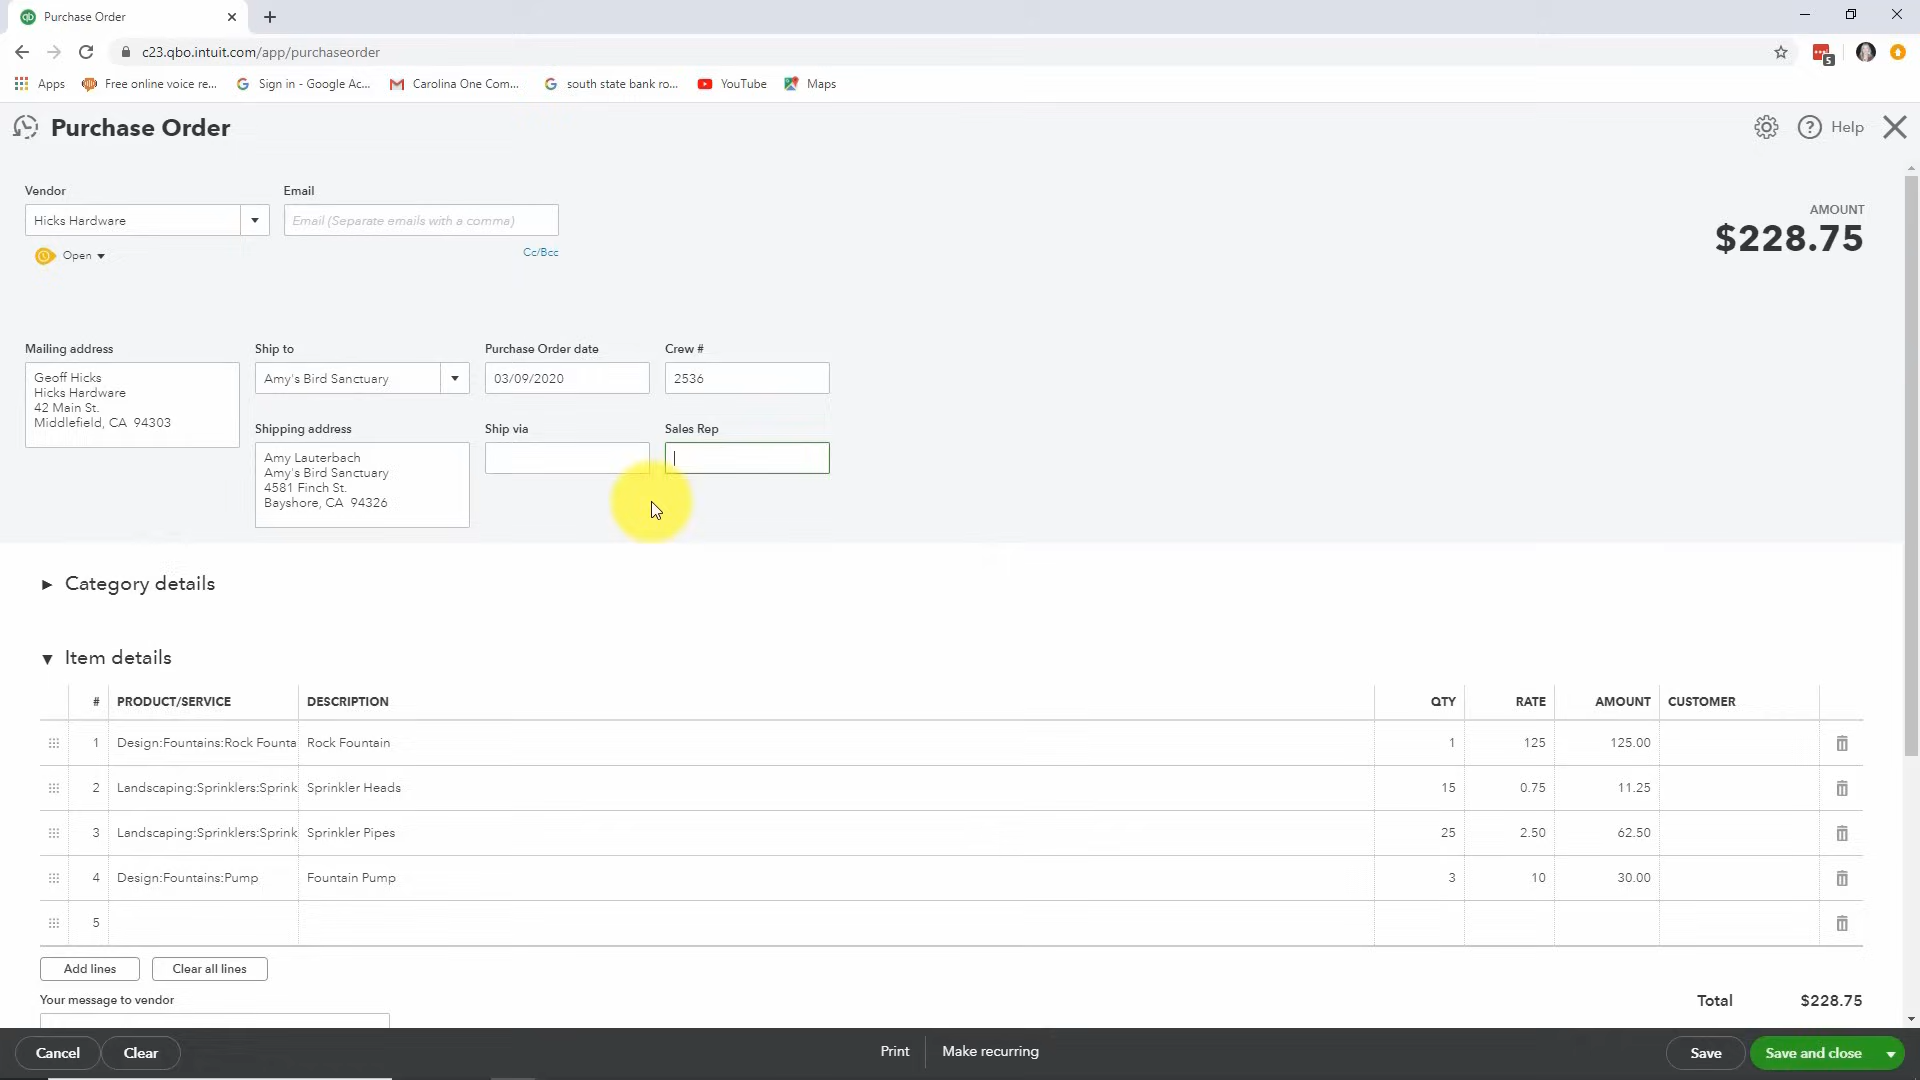 Purchase Order
c23.qbo.intuit.com/app/purchaseorder
5
Apps
Free online voice re...
Sign in - Google Ac...
Carolina One Com...
south state bank ro...
YouTube
Maps
qb
Purchase Order
? Help
Vendor
Email
Hicks Hardware
Email (Separate emails with a comma)
Open
Cc/Bcc
AMOUNT
$228.75
Mailing address
Ship to
Purchase Order date
Crew #
Geoff Hicks
Hicks Hardware
42 Main St.
Middlefield, CA 94303
Amy's Bird Sanctuary
03/09/2020
2536
Shipping address
Ship via
Sales Rep
Amy Lauterbach
Amy's Bird Sanctuary
4581 Finch St.
Bayshore, CA 94326
Category details
Item details
# PRODUCT/SERVICE DESCRIPTION QTY RATE AMOUNT CUSTOMER
1 Design:Fountains:Rock Founta Rock Fountain 1 125 125.00
2 Landscaping:Sprinklers:Sprink Sprinkler Heads 15 0.75 11.25
3 Landscaping:Sprinklers:Sprink Sprinkler Pipes 25 2.50 62.50
4 Design:Fountains:Pump Fountain Pump 3 10 30.00
5
Add lines
Clear all lines
Your message to vendor
Total $228.75
Cancel
Clear
Print
Make recurring
Save
Save and close